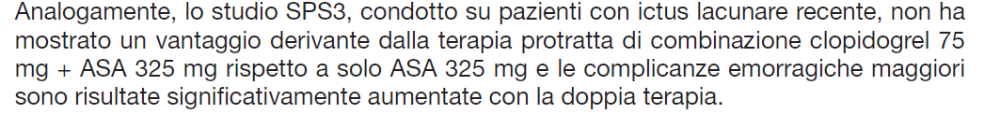 Analogamente, lo studio SPS3, condotto su pazienti con ictus lacunare recente, non ha
mostrato un vantaggio derivante dalla terapia protratta di combinazione clopidogrel 75
mg + ASA 325 mg rispetto a solo ASA 325 mg e le complicanze emorragiche maggiori
sono risultate significativamente aumentate con la doppia terapia.